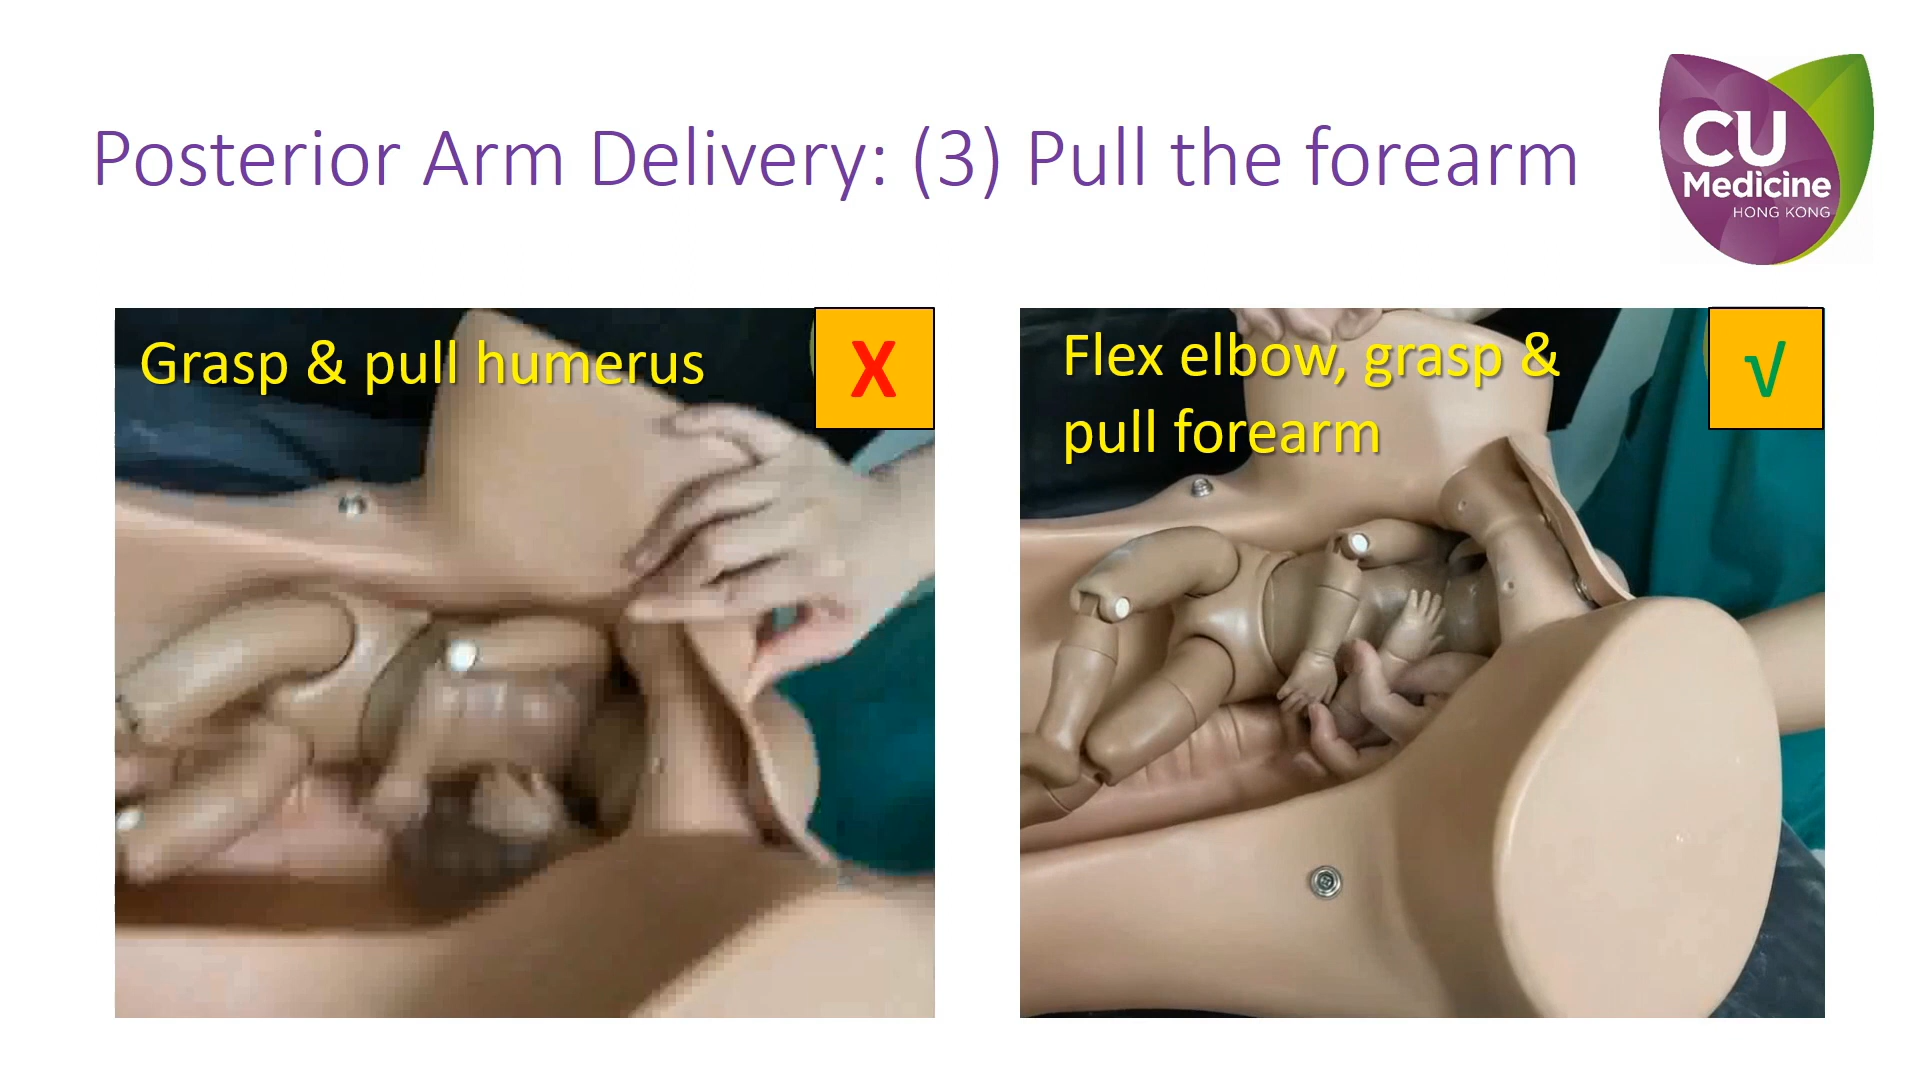 Posterior Arm Delivery: (3) Pull the forearm
CU
Medicine
HONG KONG
Grasp & pull humerus
X
Flex elbow, grasp &
pull forearm
√